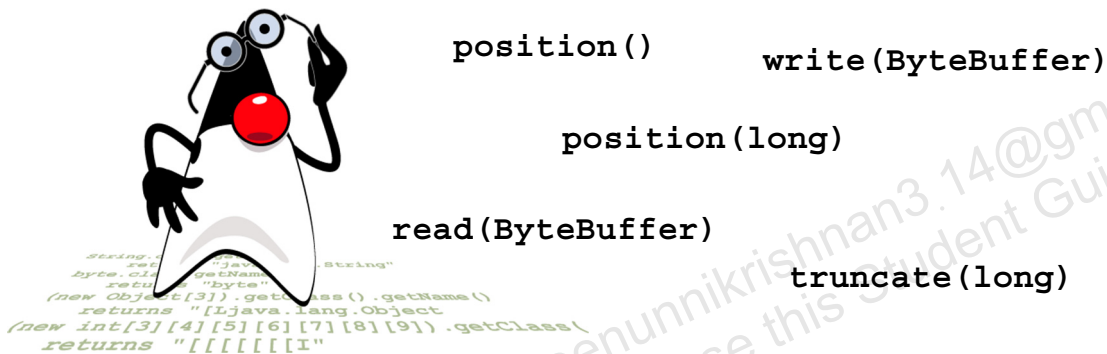 position()
write(ByteBuffer)
position(long)
read(ByteBuffer)
truncate(long)
returns "byte"
(new Object[3]).getClass().getName()
returns "[Ljava.lang.Object
(new int[3][4][5][6][7][8][9]).getClass(
returns "[[[[[[[I"